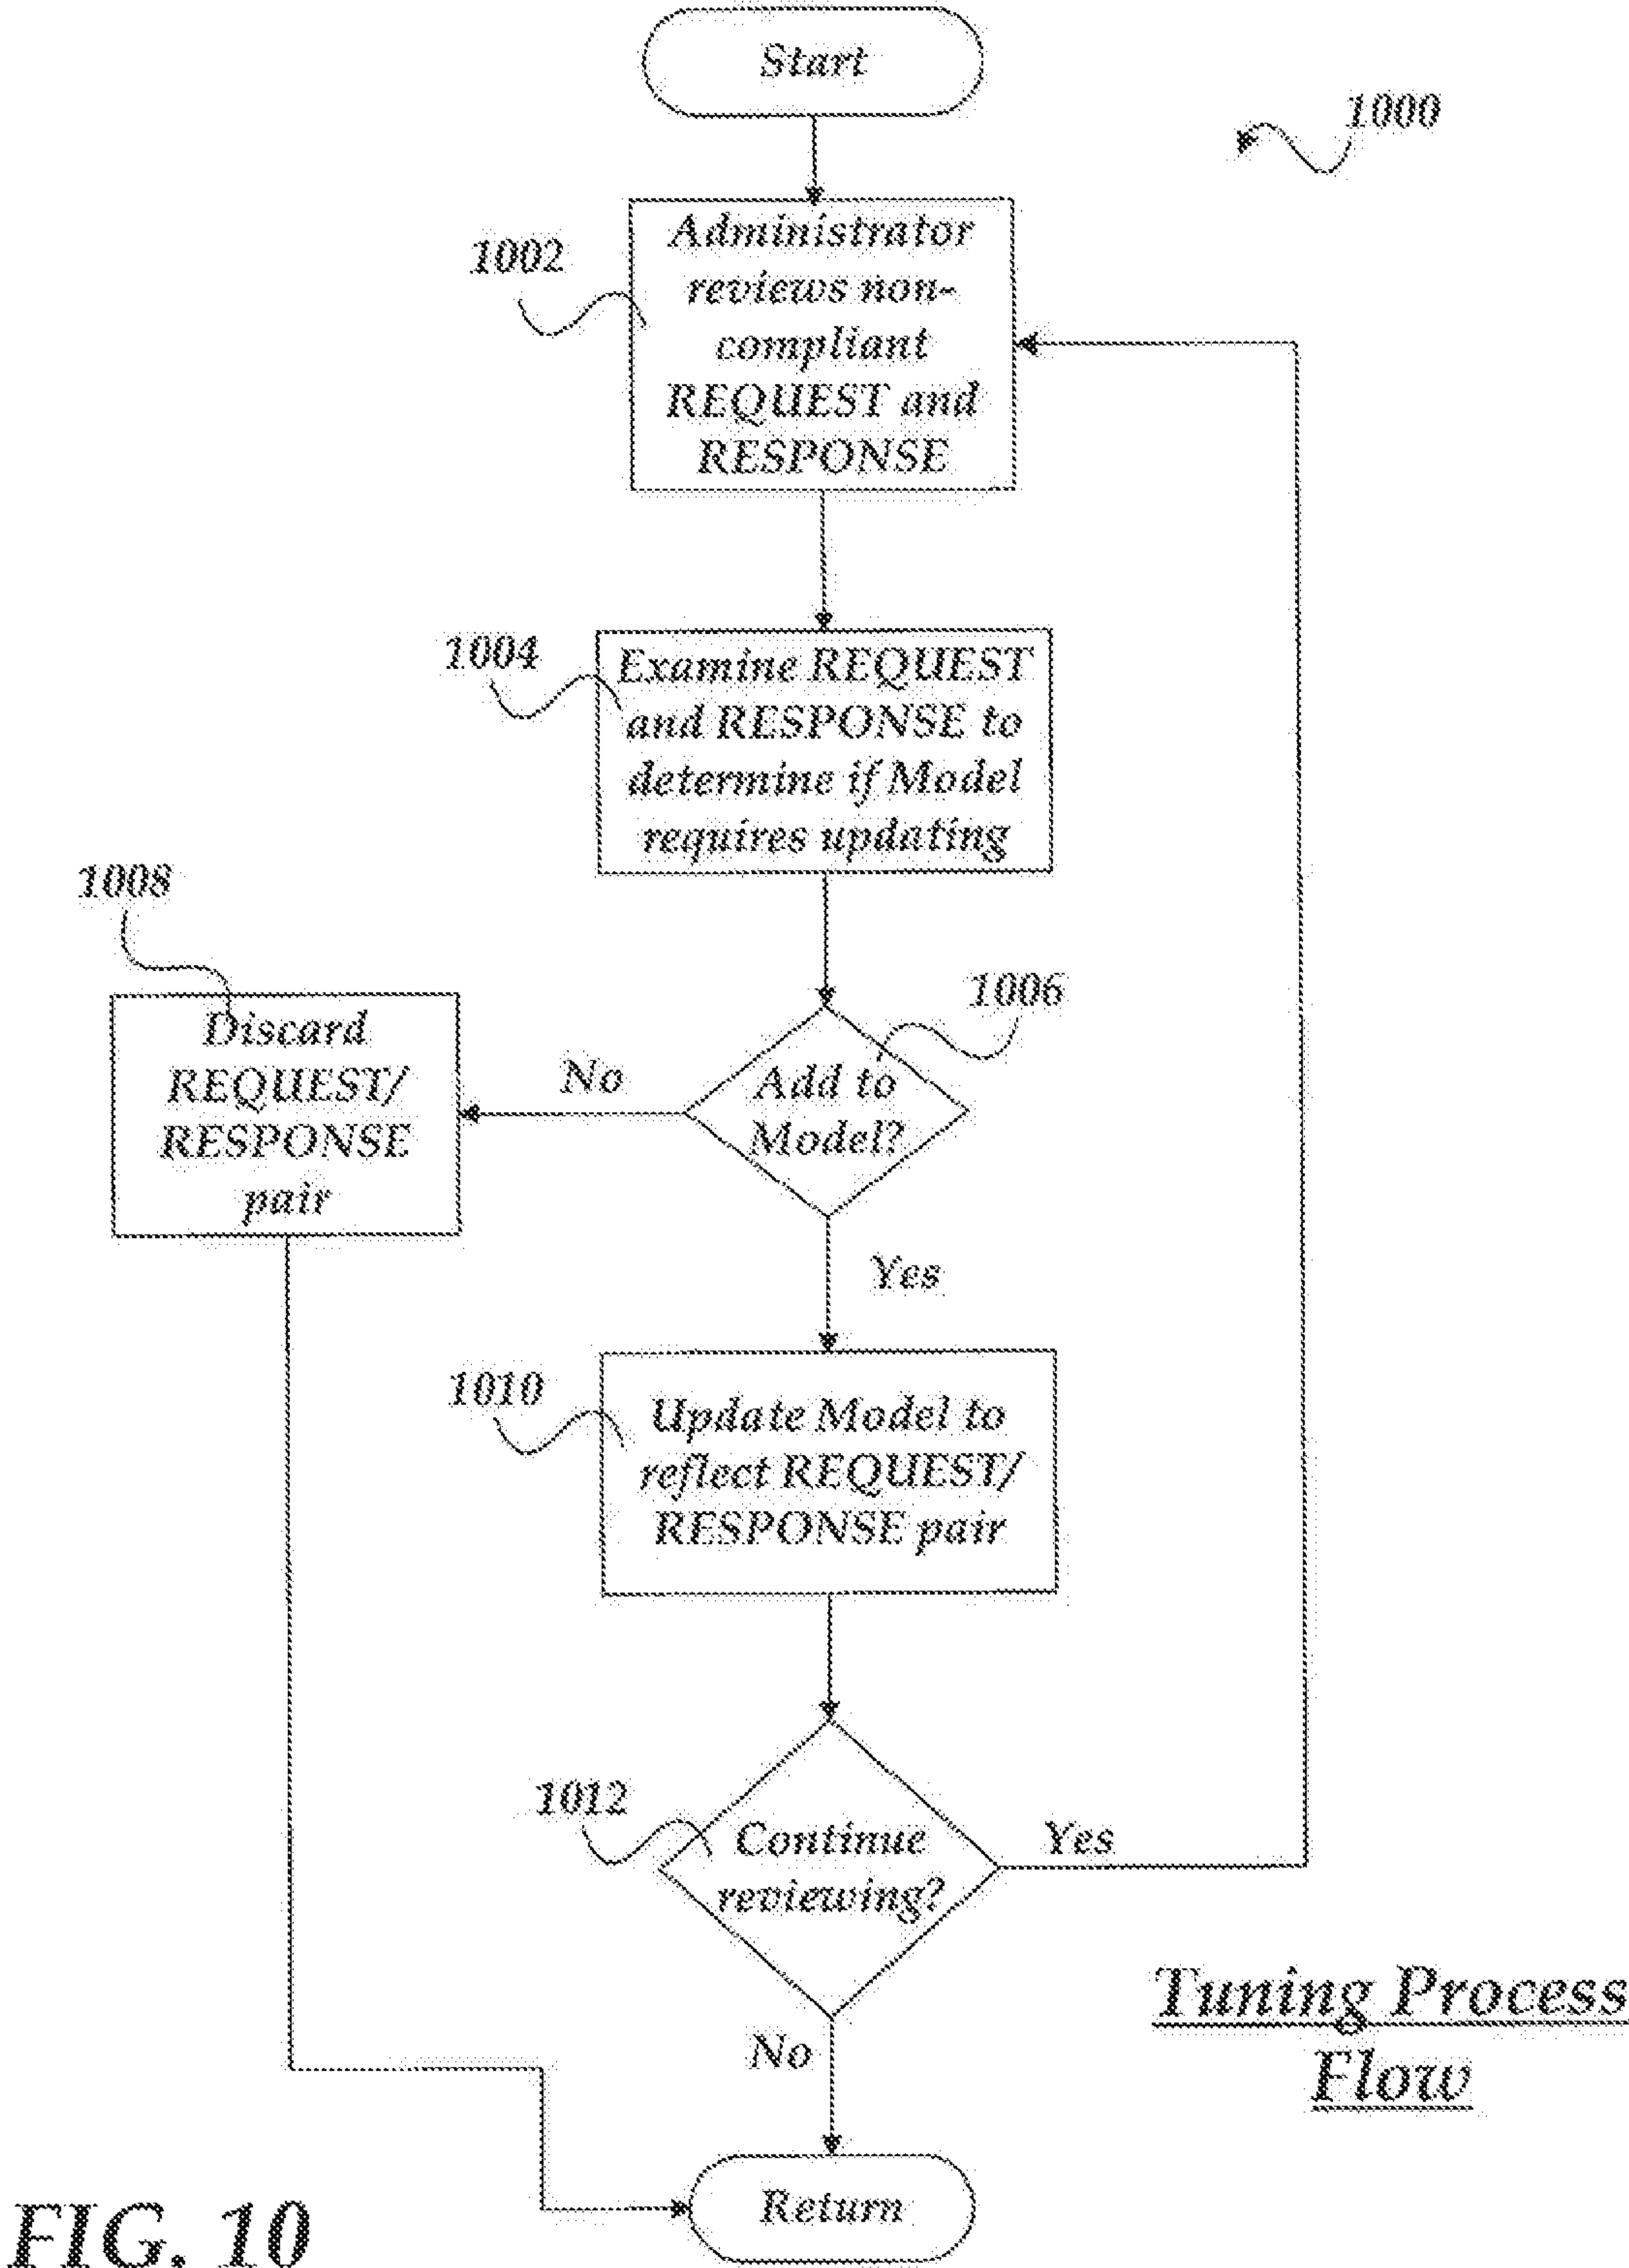 Start
1000
1002
Administrator
reviews non-
compliant
REQUEST and
RESPONSE
1004
Examine REQUEST
and RESPONSE to
determine if Model
requires updating
1008
Discard
REQUEST/
RESPONSE
pair
No
1006
Add to
Model?
Yes
1010
Update Model to
reflect REQUEST/
RESPONSE pair
1012
Continue
reviewing?
Yes
No
Tuning Process
Flow
Return
FIG. 10